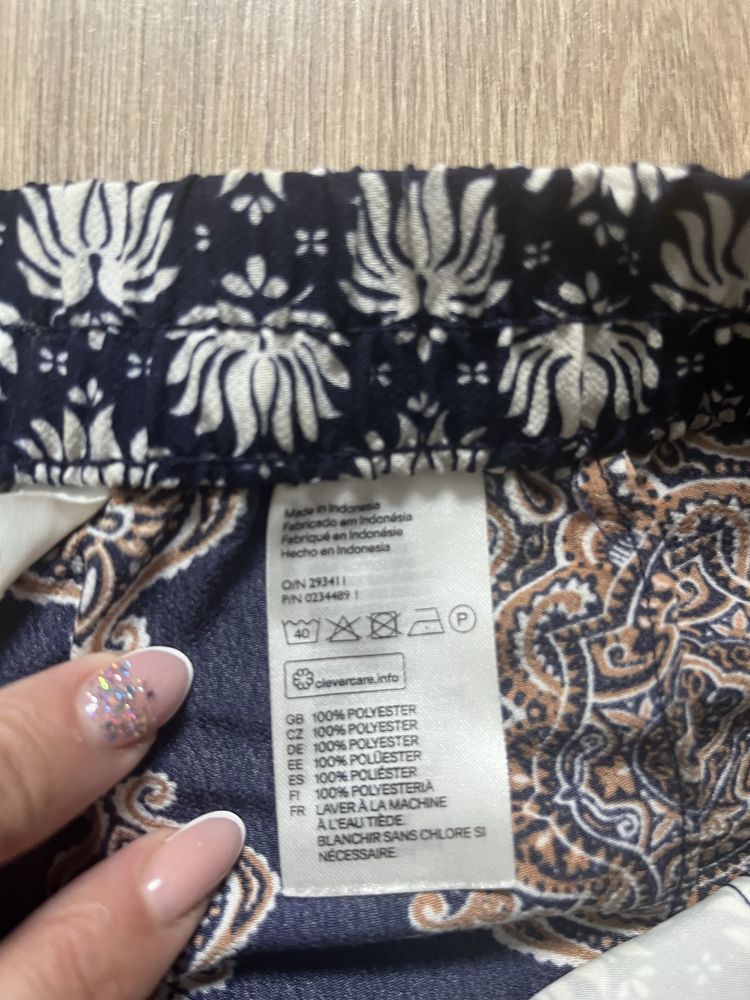 Made in Indonesia
Fabricado em Indonésia
Fabriqué en Indonésie
Hecho en Indonesia
O/N 293411
P/N 0234489 1
40 P
clevercare.info
GB 100% POLYESTER
CZ 100% POLYESTER
DE 100% POLYESTER
EE 100% POLÜESTER
ES 100% POLIÉSTER
FI 100% POLYESTERIÀ
FR LAVER À LA MACHINE
À L'EAU TIÈDE.
BLANCHIR SANS CHLORE SI
NÉCESSAIRE.